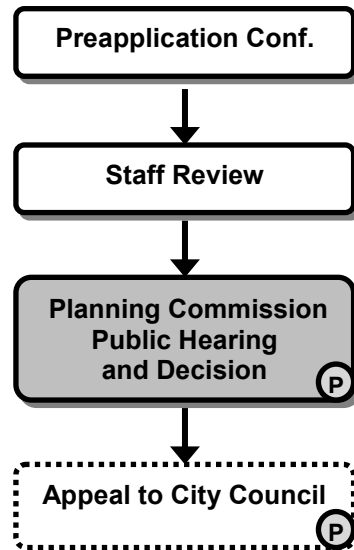 Preapplication Conf.
Staff Review
Planning Commission
Public Hearing
and Decision
P
Appeal to City Council
P